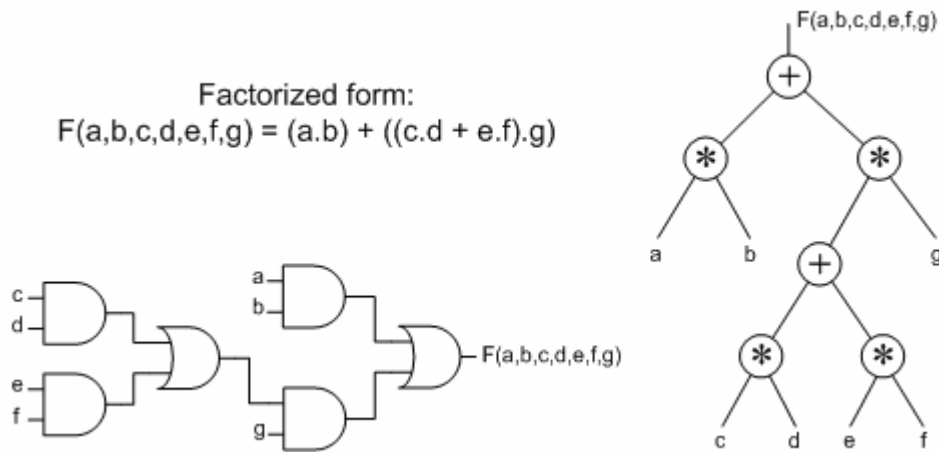 F(a,b,c,d,e,f,g)
+
Factorized form:
F(a,b,c,d,e,f,g) = (a.b) + ((c.d + e.f).g)
* *
a b g
+
* *
c d e f
a
b
c
d
e
f
g
F(a,b,c,d,e,f,g)